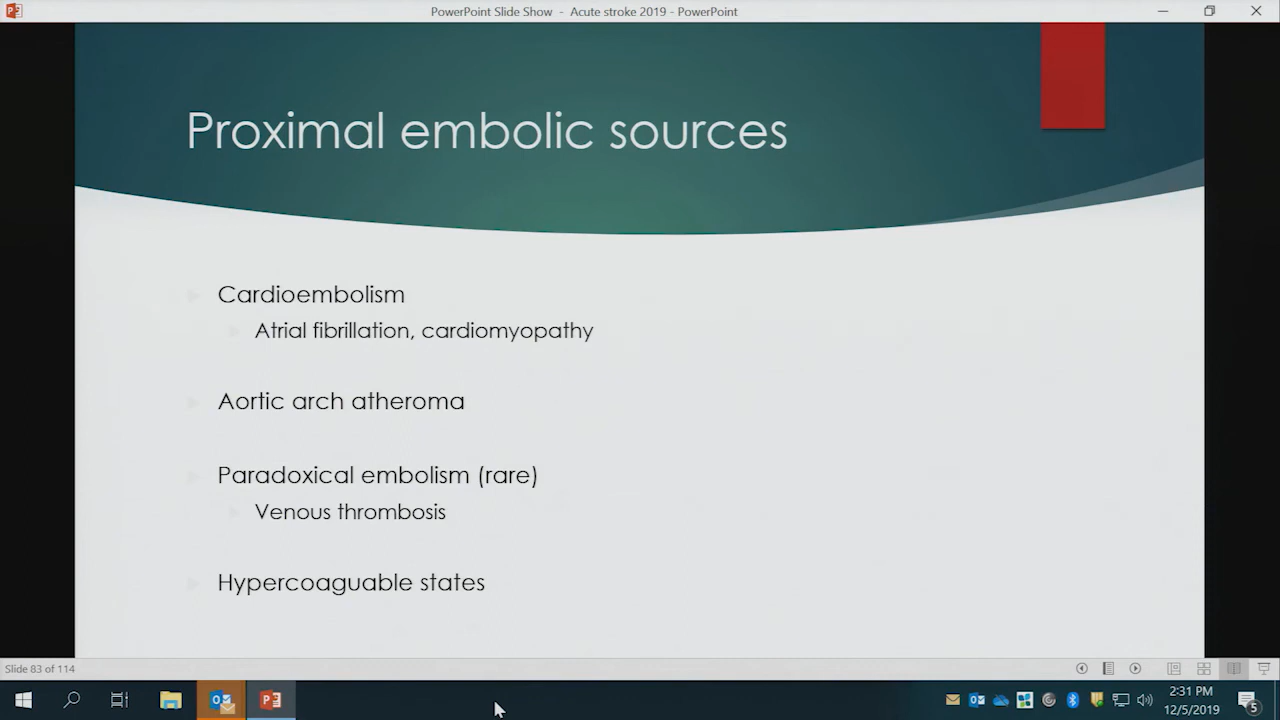 PowerPoint Slide Show - Acute stroke 2019 - PowerPoint
Proximal embolic sources
Cardioembolism
Atrial fibrillation, cardiomyopathy
Aortic arch atheroma
Paradoxical embolism (rare)
Venous thrombosis
Hypercoaguable states
Slide 83 of 114
2:31 PM
12/5/2019
5